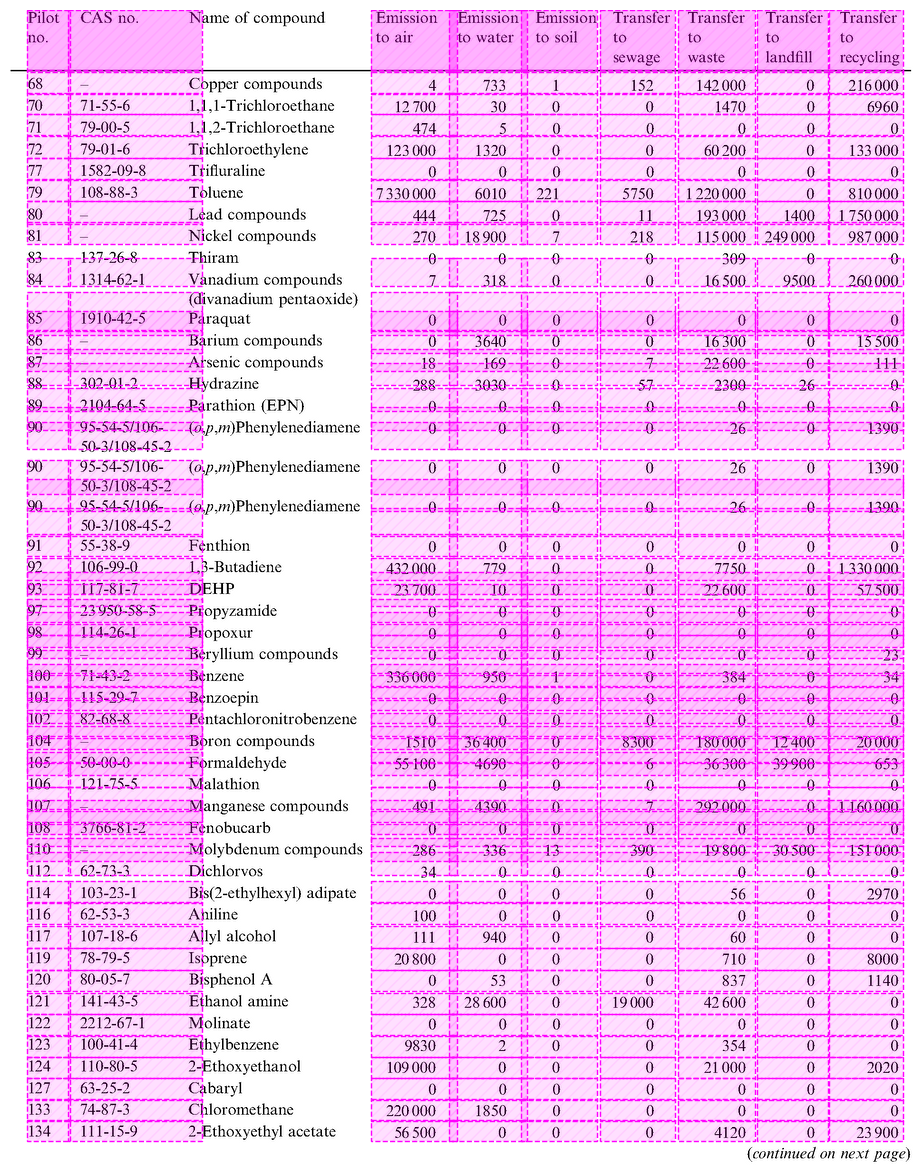 Pilot no. CAS no. Name of compound Emission to air Emission to water Emission to soil Transfer to sewage Transfer to waste Transfer to landfill Transfer to recycling
68 – Copper compounds 4 733 1 152 142 000 0 216 000
70 71-55-6 1,1,1-Trichloroethane 12 700 30 0 0 1470 0 6960
71 79-00-5 1,1,2-Trichloroethane 474 5 0 0 0 0 0
72 79-01-6 Trichloroethylene 123 000 1320 0 0 60 200 0 133 000
77 1582-09-8 Trifluraline 0 0 0 0 0 0 0
79 108-88-3 Toluene 7 330 000 6010 221 5750 1 220 000 0 810 000
80 – Lead compounds 444 725 0 11 193 000 1400 1 750 000
81 – Nickel compounds 270 18 900 7 218 115 000 249 000 987 000
83 137-26-8 Thiram 0 0 0 0 309 0 0
84 1314-62-1 Vanadium compounds 7 318 0 0 16 500 9500 260 000
(divanadium pentaoxide)
85 1910-42-5 Paraquat 0 0 0 0 0 0 0
86 – Barium compounds 0 3640 0 0 16 300 0 15 500
87 Arsenic compounds 18 169 0 7 22 600 0 111
88 302-01-2 Hydrazine 288 3030 0 57 2300 26 0
89 2104-64-5 Parathion (EPN) 0 0 0 0 0 0 0
90 95-54-5/106- (o,p,m)Phenylenediamene 0 0 0 0 26 0 1390
50-3/108-45-2
90 95-54-5/106- (o,p,m)Phenylenediamene 0 0 0 0 26 0 1390
50-3/108-45-2
90 95-54-5/106- (o,p,m)Phenylenediamene 0 0 0 0 26 0 1390
50-3/108-45-2
91 55-38-9 Fenthion 0 0 0 0 0 0 0
92 106-99-0 1,3-Butadiene 432 000 779 0 0 7750 0 1 330 000
93 117-81-7 DEHP 23 700 10 0 0 22 600 0 57 500
97 23 950-58-5 Propyzamide 0 0 0 0 0 0 0
98 114-26-1 Propoxur 0 0 0 0 0 0 0
99 – Beryllium compounds 0 0 0 0 0 0 23
100 71-43-2 Benzene 336 000 950 1 0 384 0 34
101 115-29-7 Benzoepin 0 0 0 0 0 0 0
102 82-68-8 Pentachloronitrobenzene 0 0 0 0 0 0 0
104 – Boron compounds 1510 36 400 0 8300 180 000 12 400 20 000
105 50-00-0 Formaldehyde 55 100 4690 0 6 36 300 39 900 653
106 121-75-5 Malathion 0 0 0 0 0 0 0
107 – Manganese compounds 491 4390 0 7 292 000 0 1 160 000
108 3766-81-2 Fenobucarb 0 0 0 0 0 0 0
110 – Molybdenum compounds 286 336 13 390 19 800 30 500 151 000
112 62-73-3 Dichlorvos 34 0 0 0 0 0 0
114 103-23-1 Bis(2-ethylhexyl) adipate 0 0 0 0 56 0 2970
116 62-53-3 Aniline 100 0 0 0 0 0 0
117 107-18-6 Allyl alcohol 111 940 0 0 60 0 0
119 78-79-5 Isoprene 20 800 0 0 0 710 0 8000
120 80-05-7 Bisphenol A 0 53 0 0 837 0 1140
121 141-43-5 Ethanol amine 328 28 600 0 19 000 42 600 0 0
122 2212-67-1 Molinate 0 0 0 0 0 0 0
123 100-41-4 Ethylbenzene 9830 2 0 0 354 0 0
124 110-80-5 2-Ethoxyethanol 109 000 0 0 0 21 000 0 2020
127 63-25-2 Cabaryl 0 0 0 0 0 0 0
133 74-87-3 Chloromethane 220 000 1850 0 0 0 0 0
134 111-15-9 2-Ethoxyethyl acetate 56 500 0 0 0 4120 0 23 900
(continued on next page)